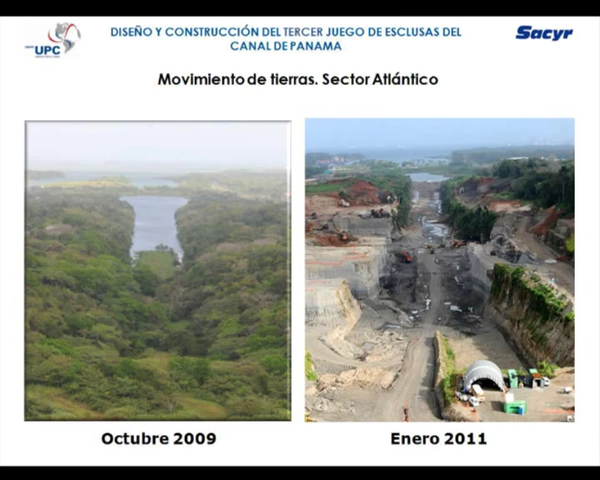 DISEÑO Y CONSTRUCCIÓN DEL TERCER JUEGO DE ESCLUSAS DEL
CANAL DE PANAMA
UPC
Sacyr
Movimiento de tierras. Sector Atlántico
Octubre 2009
Enero 2011